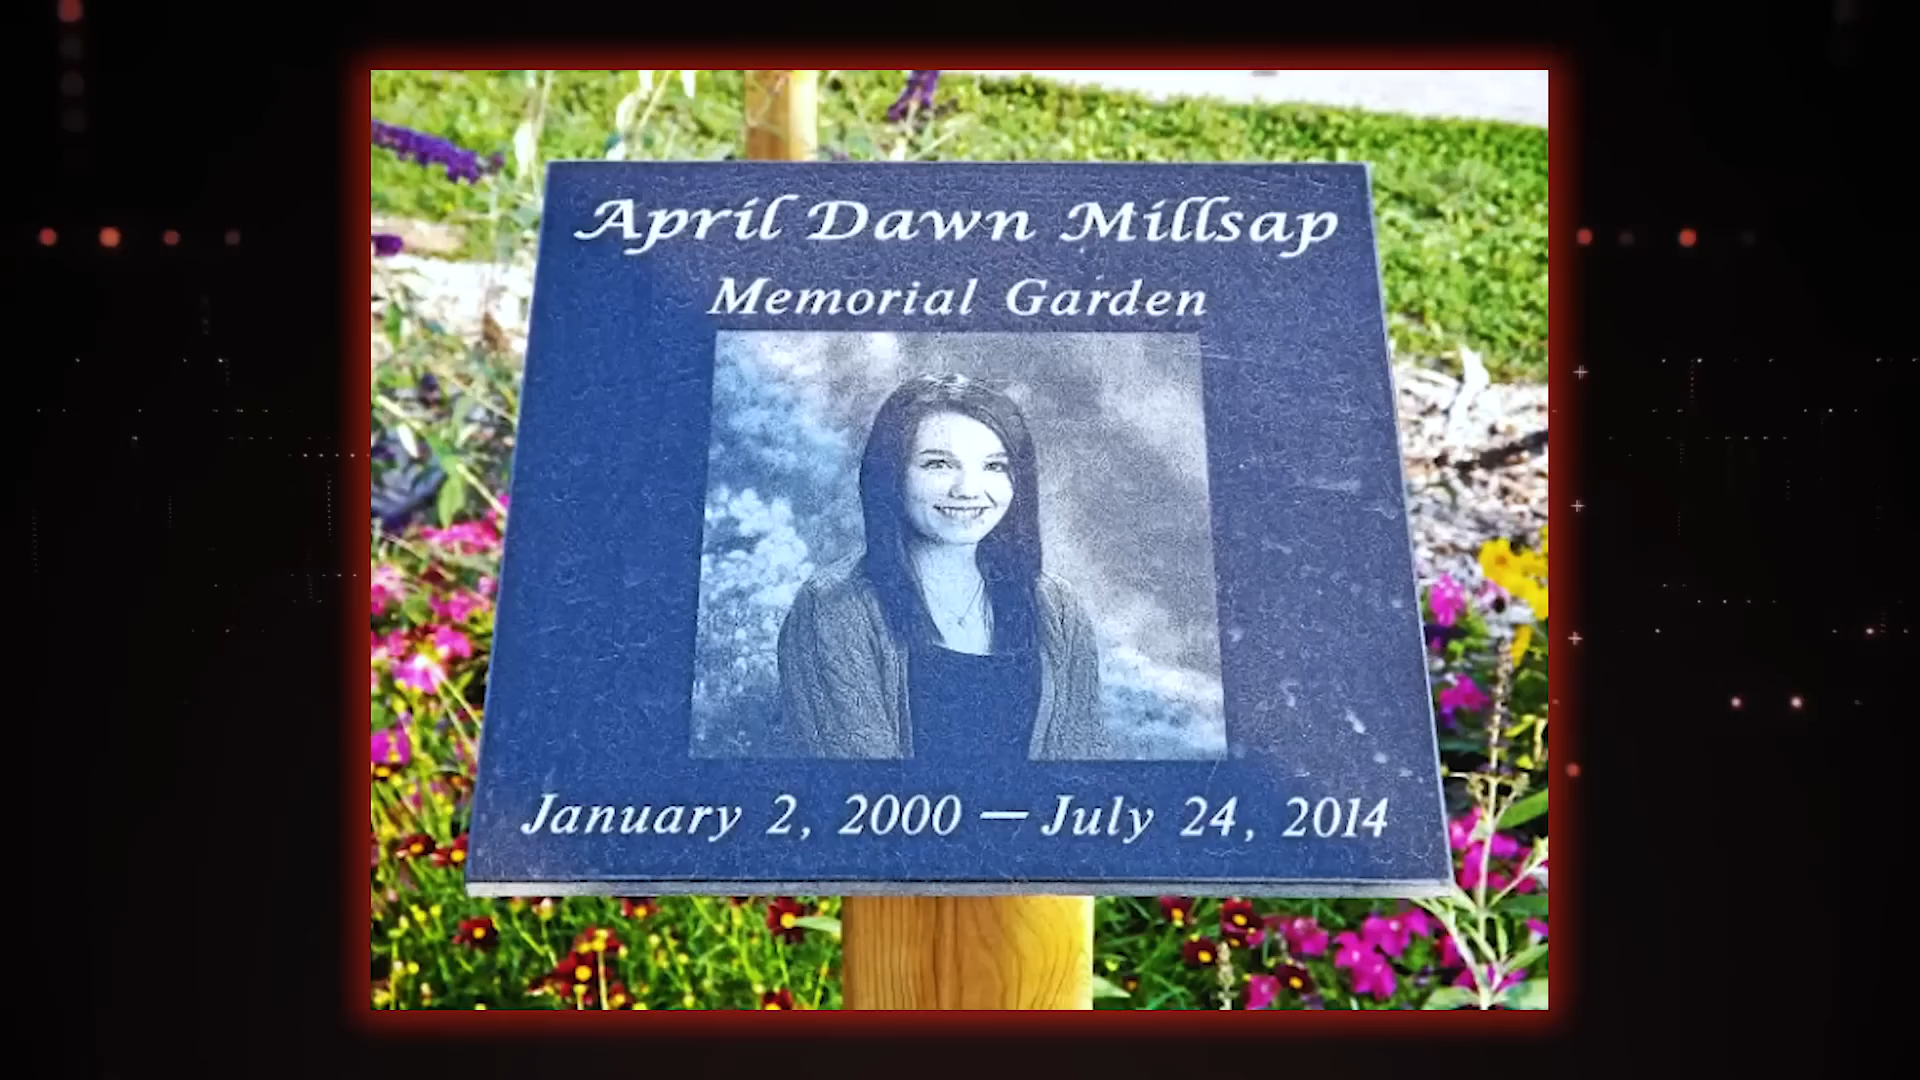 April Dawn Millsap
Memorial Garden
January 2, 2000 — July 24, 2014